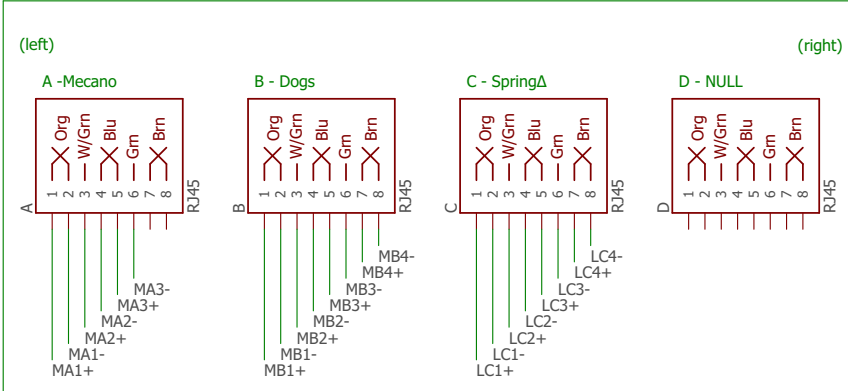 (left) (right)
A -Mecano B - Dogs C - SpringΔ D - NULL
Org W/Grn Blu Grn Brn Org W/Grn Blu Grn Brn Org W/Grn Blu Grn Brn Org W/Grn Blu Grn Brn
1 2 3 4 5 6 7 8 1 2 3 4 5 6 7 8 1 2 3 4 5 6 7 8 1 2 3 4 5 6 7 8
A RJ45 B RJ45 C RJ45 D RJ45
MB4- LC4-
MB4+ LC4+
MA3- MB3- LC3-
MA3+ MB3+ LC3+
MA2- MB2- LC2-
MA2+ MB2+ LC2+
MA1- MB1- LC1-
MA1+ MB1+ LC1+